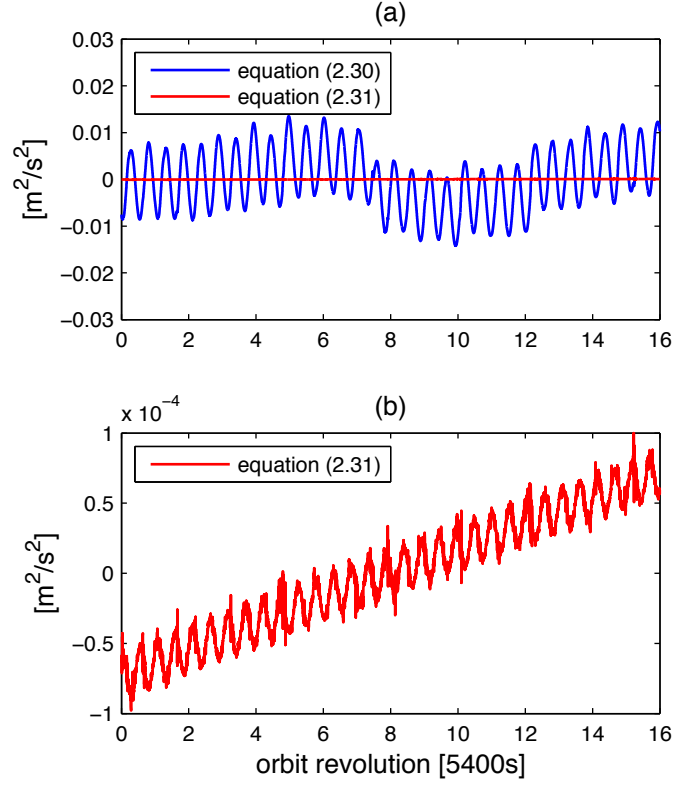 (a)
0.03
0.02
0.01
0
−0.01
−0.02
−0.03
[m²/s²]
equation (2.30)
equation (2.31)
0 2 4 6 8 10 12 14 16
(b)
x 10⁻⁴
1
0.5
0
−0.5
−1
[m²/s²]
equation (2.31)
0 2 4 6 8 10 12 14 16
orbit revolution [5400s]